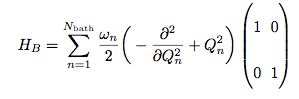 $H_B = \sum_{n=1}^{N_{\text{bath}}} \frac{\omega_n}{2} \left( -\frac{\partial^2}{\partial Q_n^2} + Q_n^2 \right) \begin{pmatrix} 1 & 0 \\ 0 & 1 \end{pmatrix}$